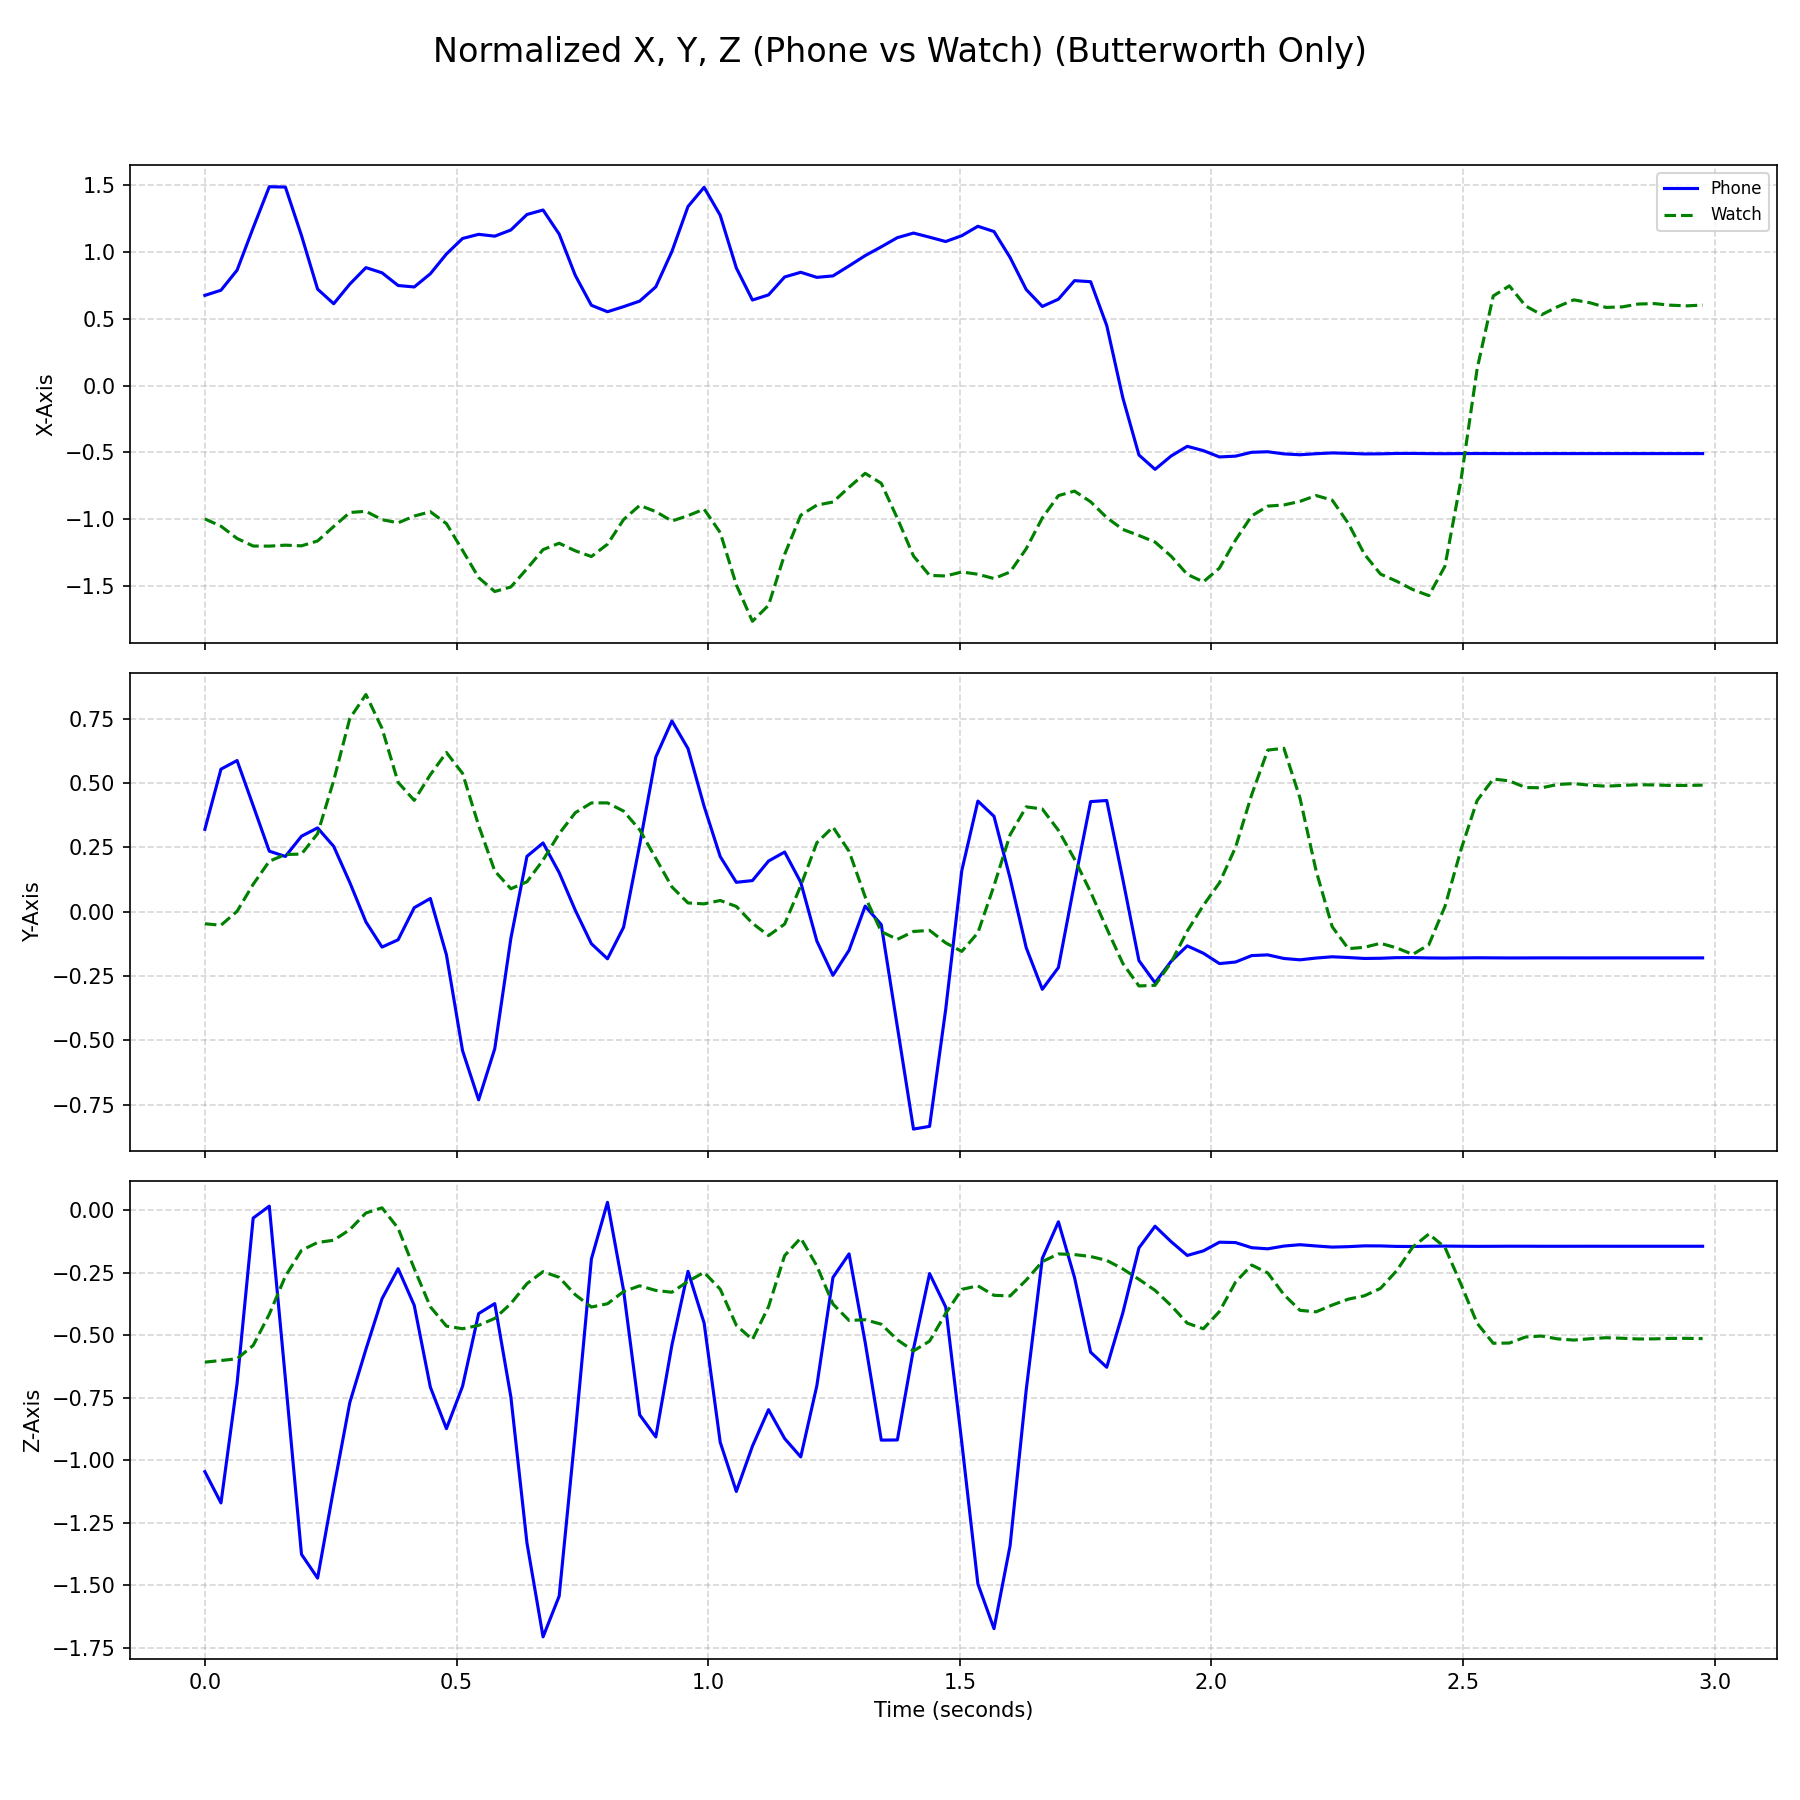 Normalized X, Y, Z (Phone vs Watch) (Butterworth Only)
Phone
Watch
X-Axis
1.5
1.0
0.5
0.0
−0.5
−1.0
−1.5
Y-Axis
0.75
0.50
0.25
0.00
−0.25
−0.50
−0.75
Z-Axis
0.00
−0.25
−0.50
−0.75
−1.00
−1.25
−1.50
−1.75
0.0 0.5 1.0 1.5 2.0 2.5 3.0
Time (seconds)